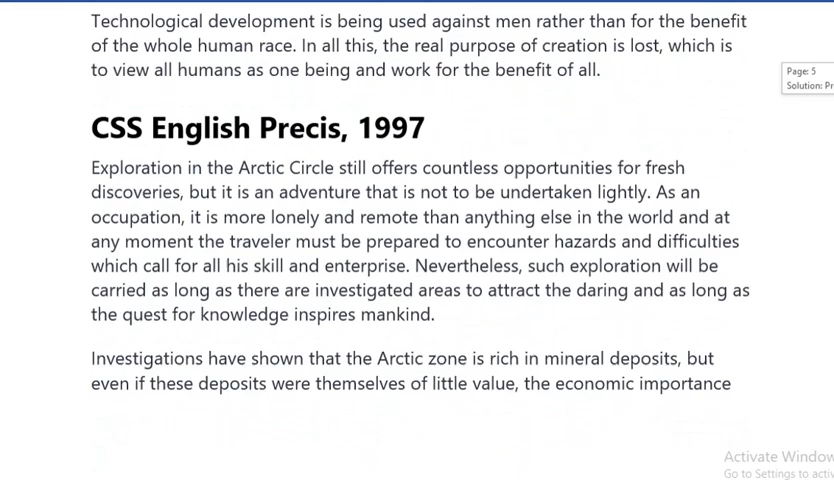 Technological development is being used against men rather than for the benefit
of the whole human race. In all this, the real purpose of creation is lost, which is
to view all humans as one being and work for the benefit of all.
Page: 5
Solution: Pr
CSS English Precis, 1997
Exploration in the Arctic Circle still offers countless opportunities for fresh
discoveries, but it is an adventure that is not to be undertaken lightly. As an
occupation, it is more lonely and remote than anything else in the world and at
any moment the traveler must be prepared to encounter hazards and difficulties
which call for all his skill and enterprise. Nevertheless, such exploration will be
carried as long as there are investigated areas to attract the daring and as long as
the quest for knowledge inspires mankind.
Investigations have shown that the Arctic zone is rich in mineral deposits, but
even if these deposits were themselves of little value, the economic importance
Activate Window
Go to Settings to activ